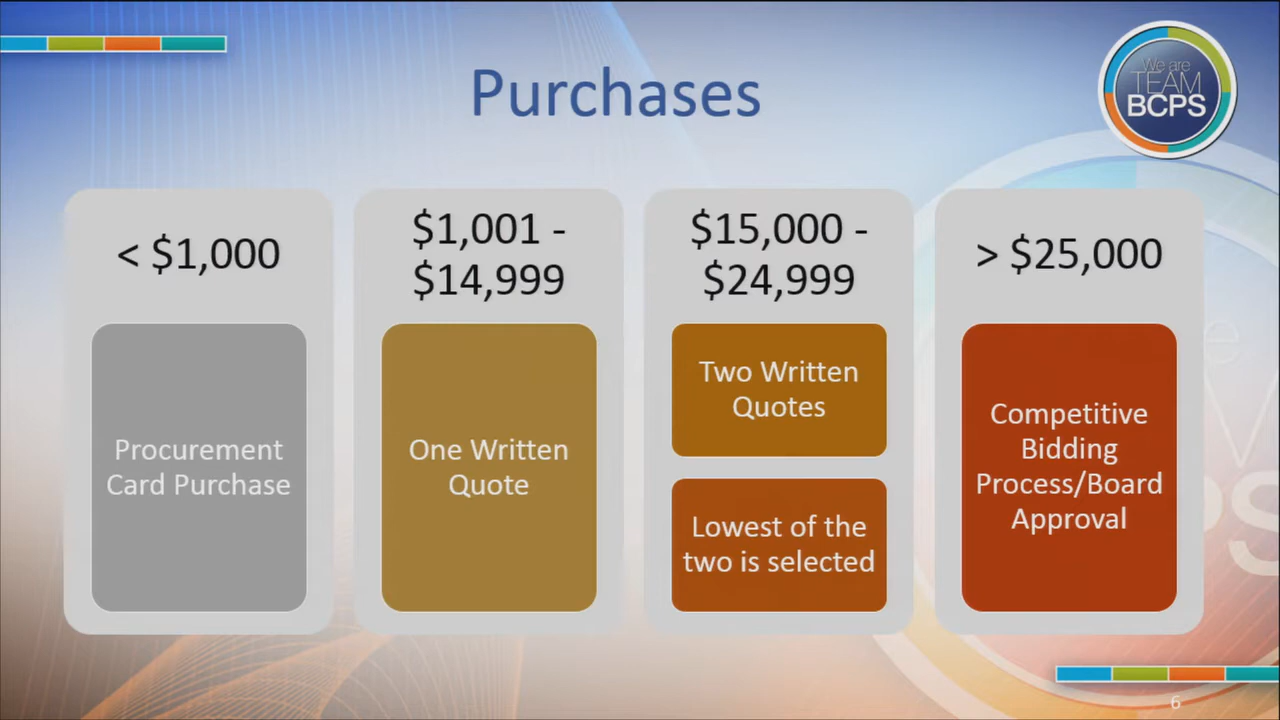 Purchases
We are
TEAM
BCPS
< $1,000
Procurement
Card Purchase
$1,001 -
$14,999
One Written
Quote
$15,000 -
$24,999
Two Written
Quotes
Lowest of the
two is selected
> $25,000
Competitive
Bidding
Process/Board
Approval
6